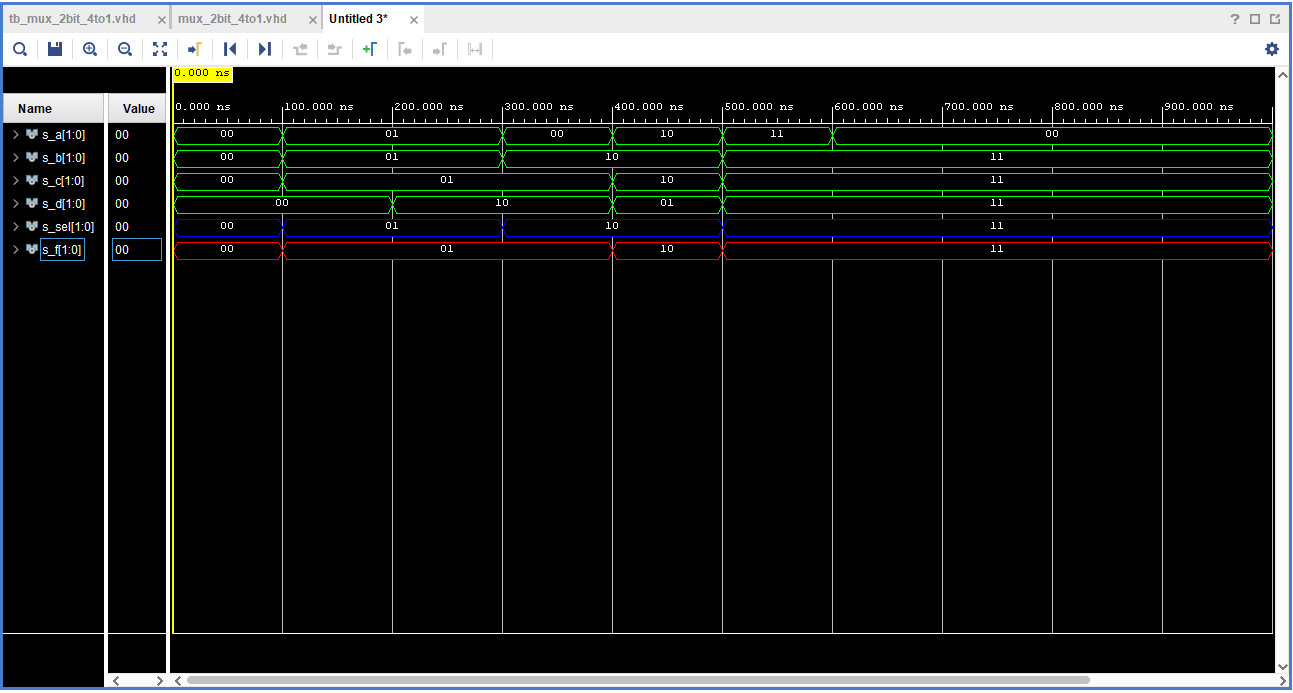 tb_mux_2bit_4to1.vhd × mux_2bit_4to1.vhd × Untitled 3* × ?
0.000 ns
Name Value 0.000 ns 100.000 ns 200.000 ns 300.000 ns 400.000 ns 500.000 ns 600.000 ns 700.000 ns 800.000 ns 900.000 ns
s_a[1:0] 00 00 01 00 10 11 00
s_b[1:0] 00 00 01 10 11
s_c[1:0] 00 00 01 10 11
s_d[1:0] 00 00 10 01 11
s_sel[1:0] 00 00 01 10 11
s_f[1:0] 00 00 01 10 11